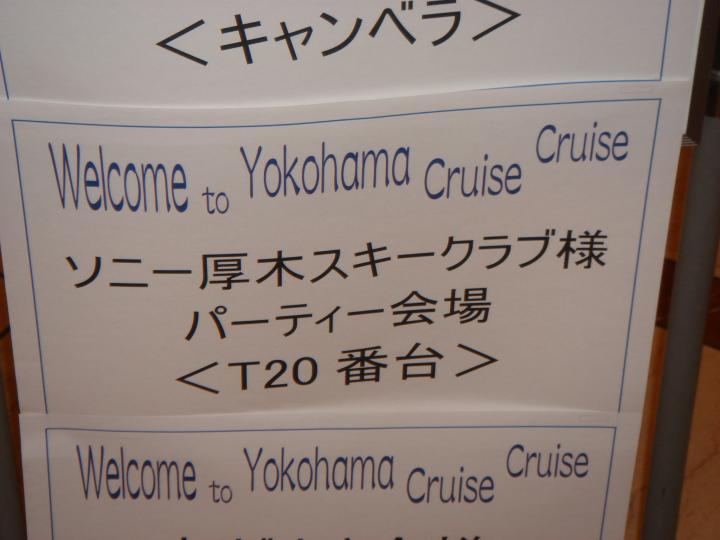 <キャンベラ>
Welcome to Yokohama Cruise Cruise
ソニー厚木スキークラブ様
パーティー会場
<T20 番台>
Welcome to Yokohama Cruise Cruise